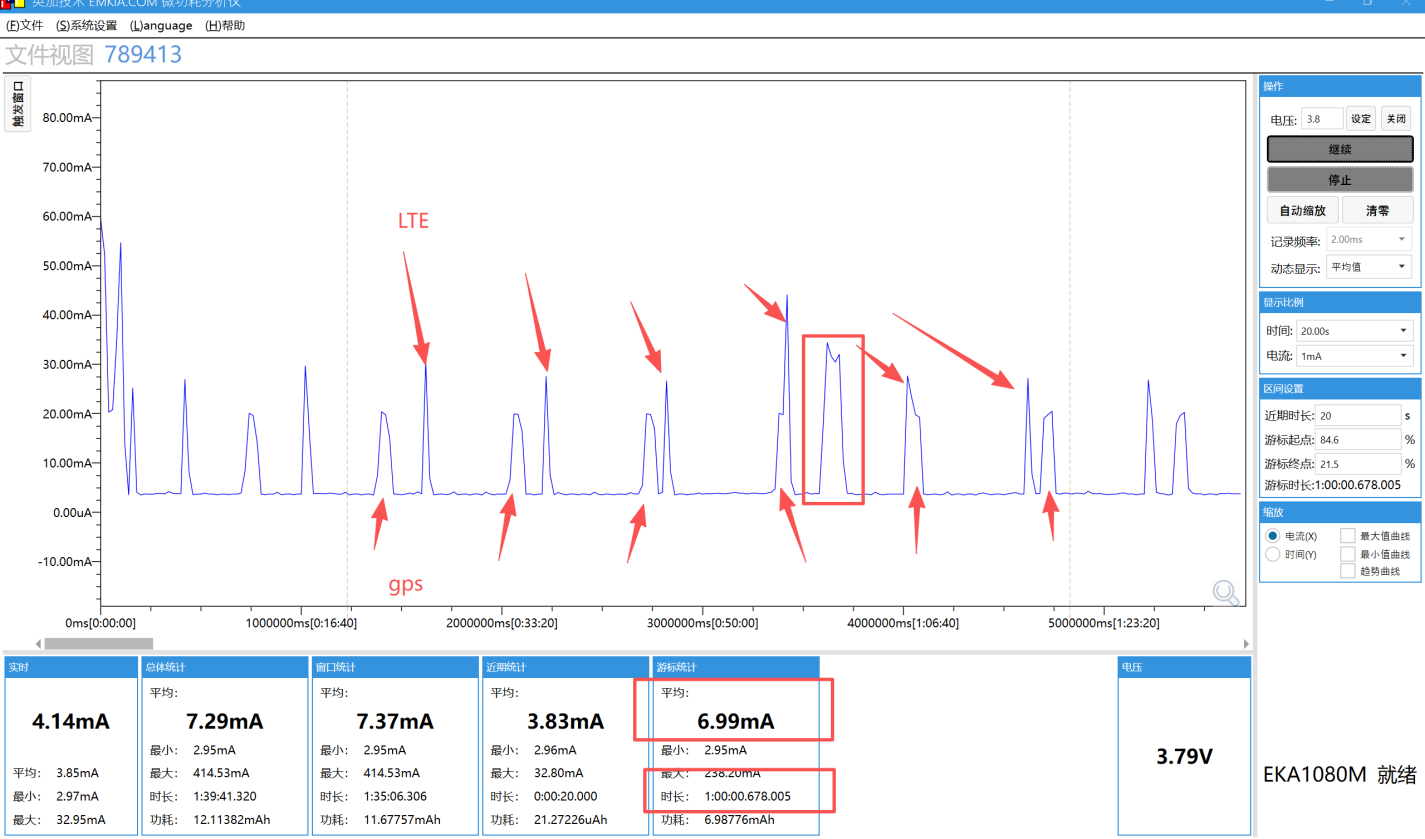 英加技术 EMKIA.COM 微功耗分析仪
(F)文件 (S)系统设置 (L)anguage (H)帮助
文件视图 789413
触发窗口
80.00mA
70.00mA
60.00mA
50.00mA
40.00mA
30.00mA
20.00mA
10.00mA
0.00uA
-10.00mA
LTE
gps
0ms[0:00:00]
1000000ms[0:16:40]
2000000ms[0:33:20]
3000000ms[0:50:00]
4000000ms[1:06:40]
5000000ms[1:23:20]
操作
电压: 3.8 设定 关闭
继续
停止
自动缩放 清零
记录频率: 2.00ms
动态显示: 平均值
显示比例
时间: 20.00s
电流: 1mA
区间设置
近期时长: 20 s
游标起点: 84.6 %
游标终点: 21.5 %
游标时长:1:00:00.678.005
缩放
电流(X) 最大值曲线
时间(Y) 最小值曲线
趋势曲线
实时
4.14mA
平均: 3.85mA
最小: 2.97mA
最大: 32.95mA
总体统计
平均:
7.29mA
最小: 2.95mA
最大: 414.53mA
时长: 1:39:41.320
功耗: 12.11382mAh
窗口统计
平均:
7.37mA
最小: 2.95mA
最大: 414.53mA
时长: 1:35:06.306
功耗: 11.67757mAh
近期统计
平均:
3.83mA
最小: 2.96mA
最大: 32.80mA
时长: 0:00:20.000
功耗: 21.27226uAh
游标统计
平均:
6.99mA
最小: 2.95mA
最大: 238.20mA
时长: 1:00:00.678.005
功耗: 6.98776mAh
电压
3.79V
EKA1080M 就绪